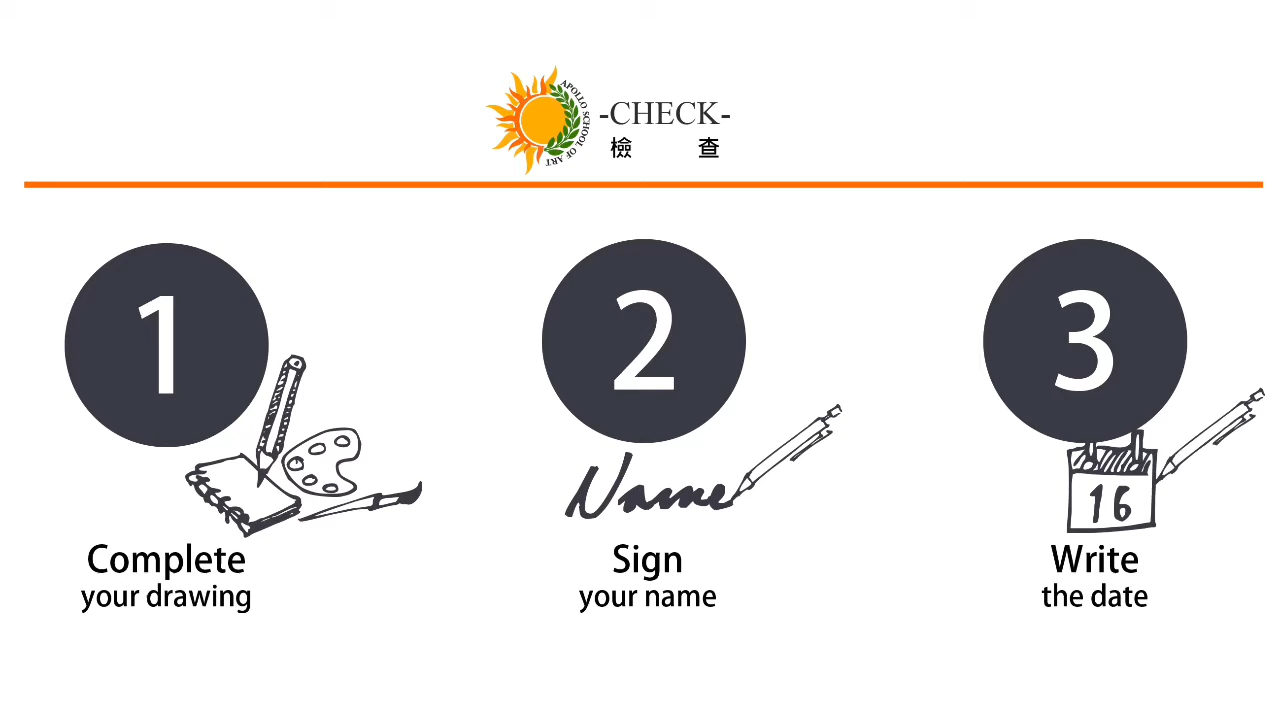 APOLLO SCHOOL OF ART
-CHECK-
檢 查
1
2
3
Name
16
Complete
your drawing
Sign
your name
Write
the date